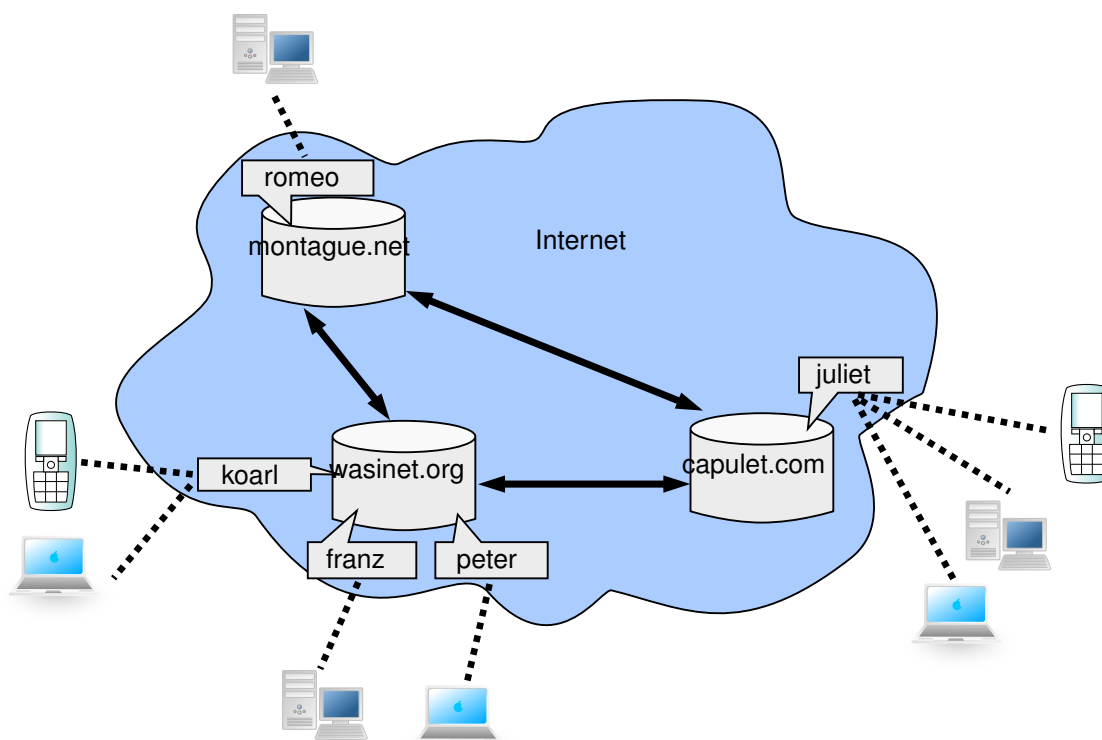 romeo
montague.net
Internet
juliet
koarl
wasinet.org
capulet.com
franz
peter